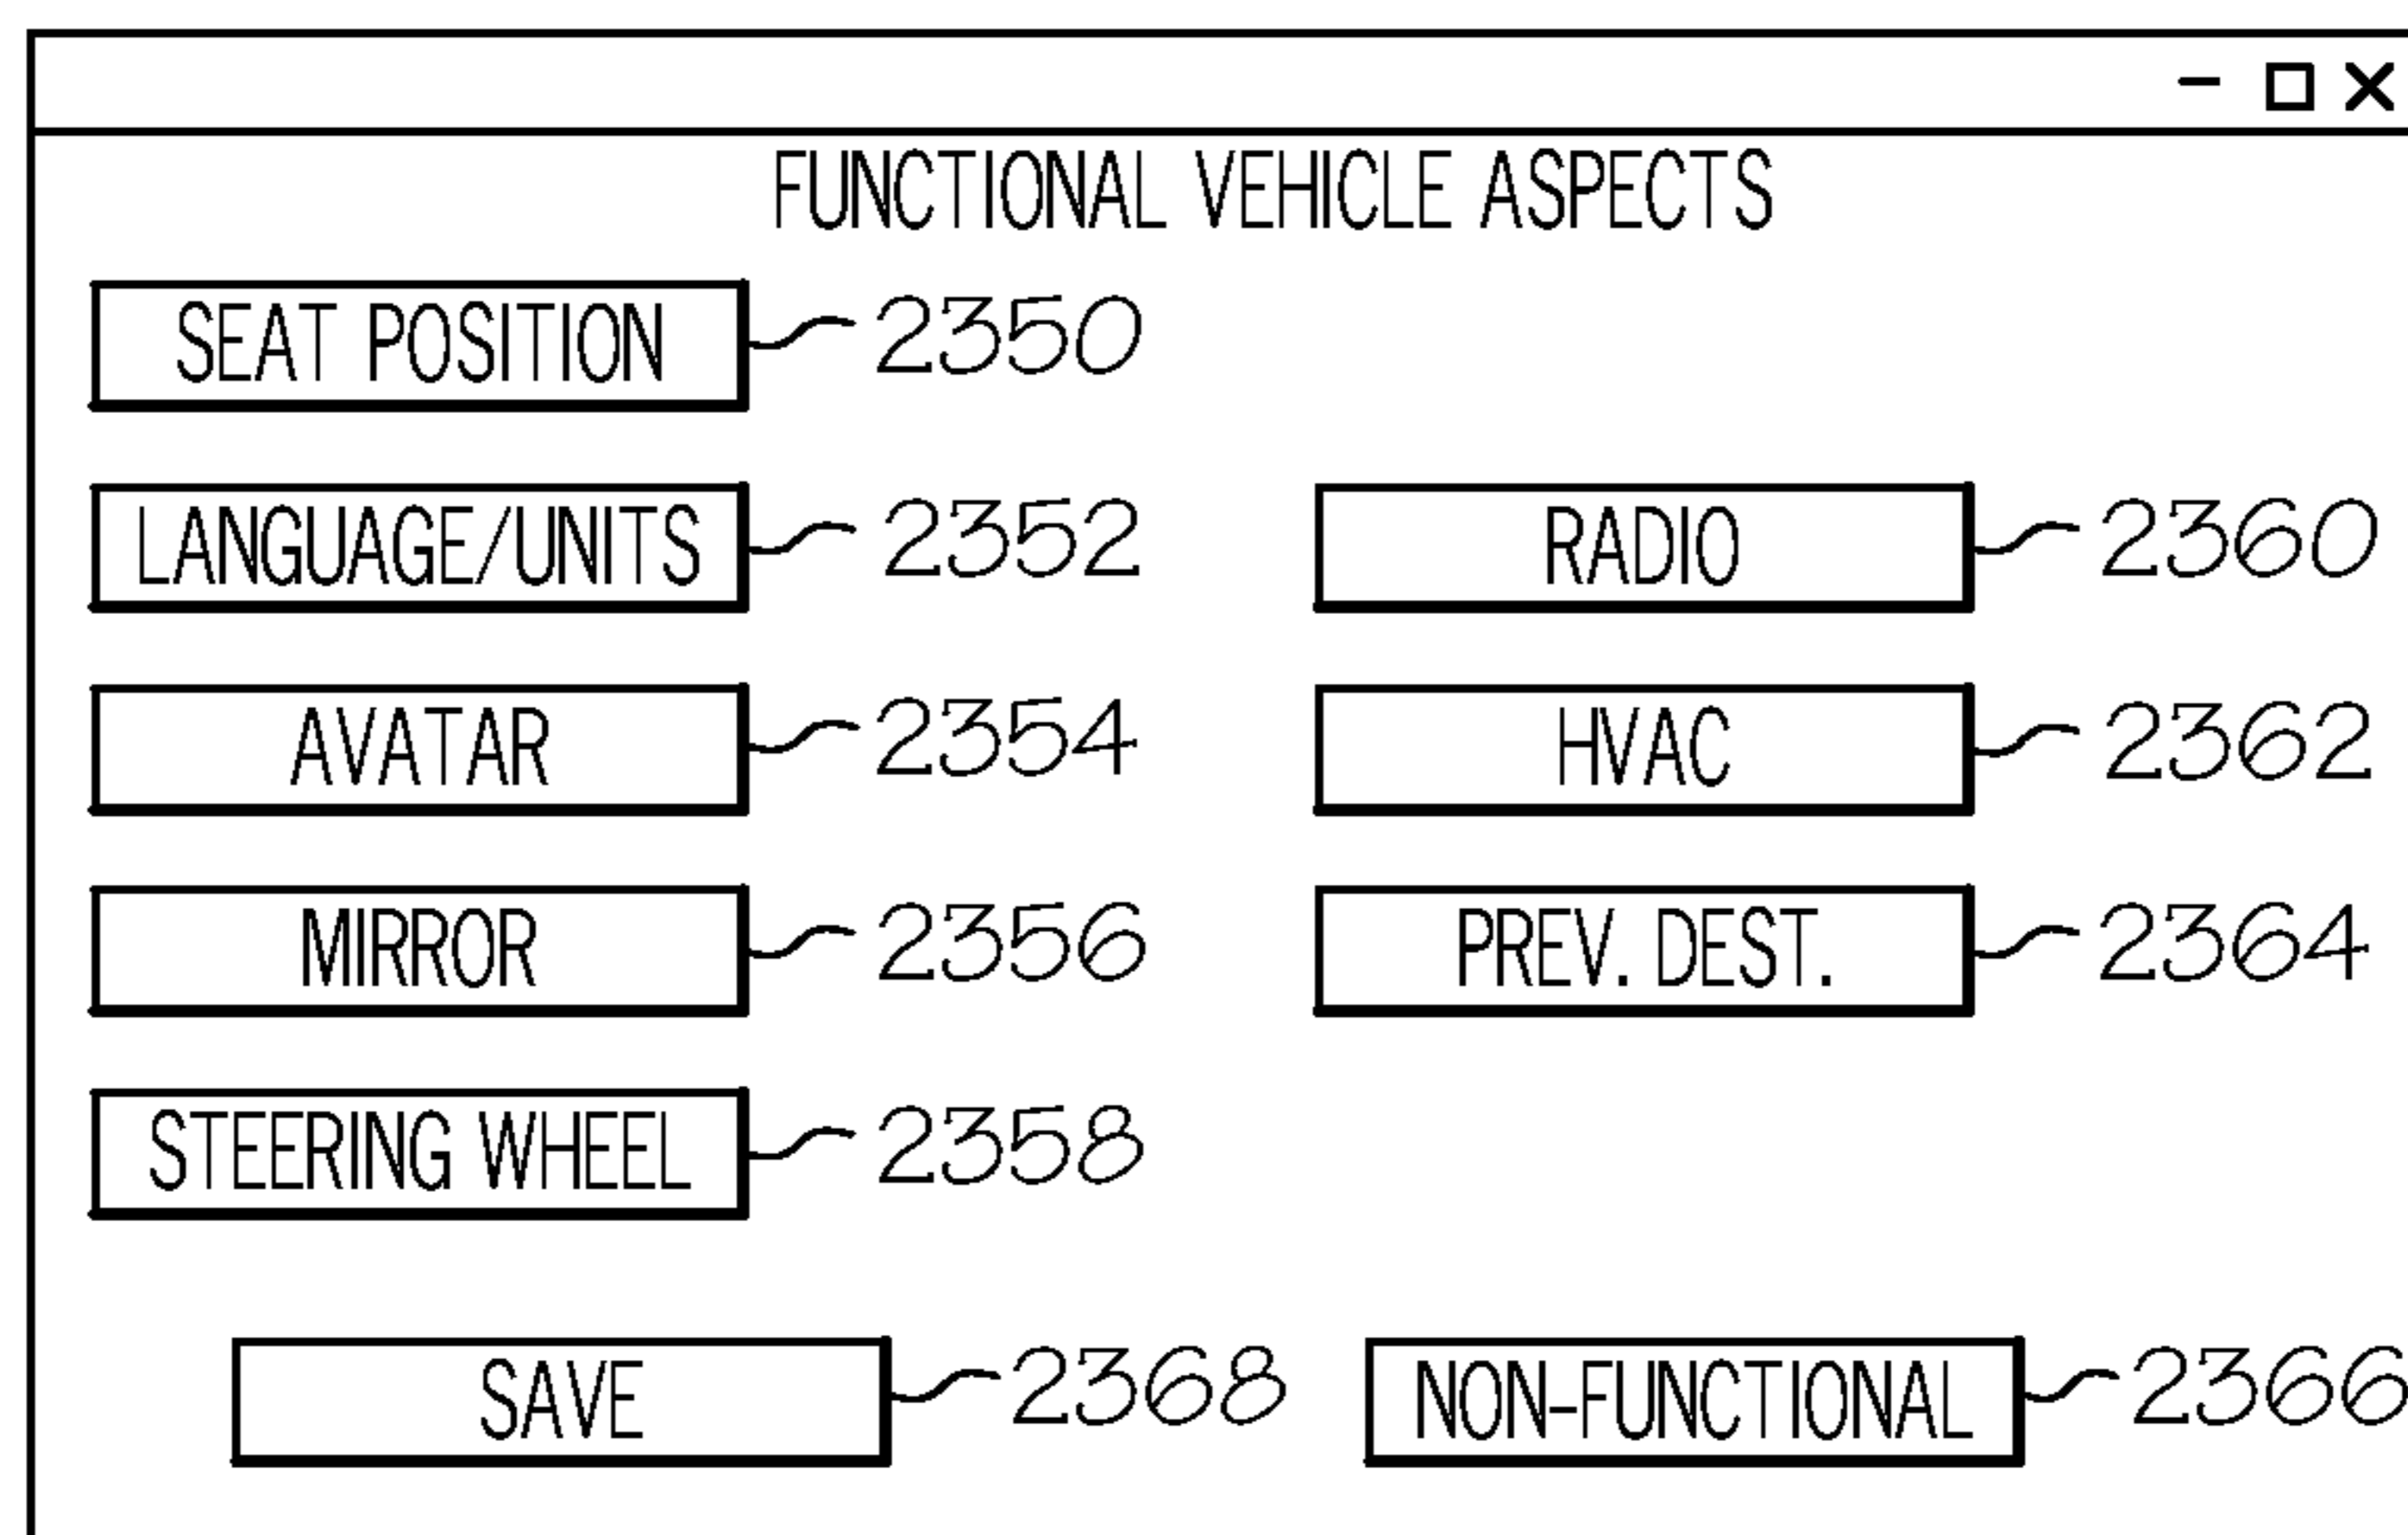 FUNCTIONAL VEHICLE ASPECTS
SEAT POSITION 2350
LANGUAGE/UNITS 2352 RADIO 2360
AVATAR 2354 HVAC 2362
MIRROR 2356 PREV. DEST. 2364
STEERING WHEEL 2358
SAVE 2368 NON-FUNCTIONAL 2366